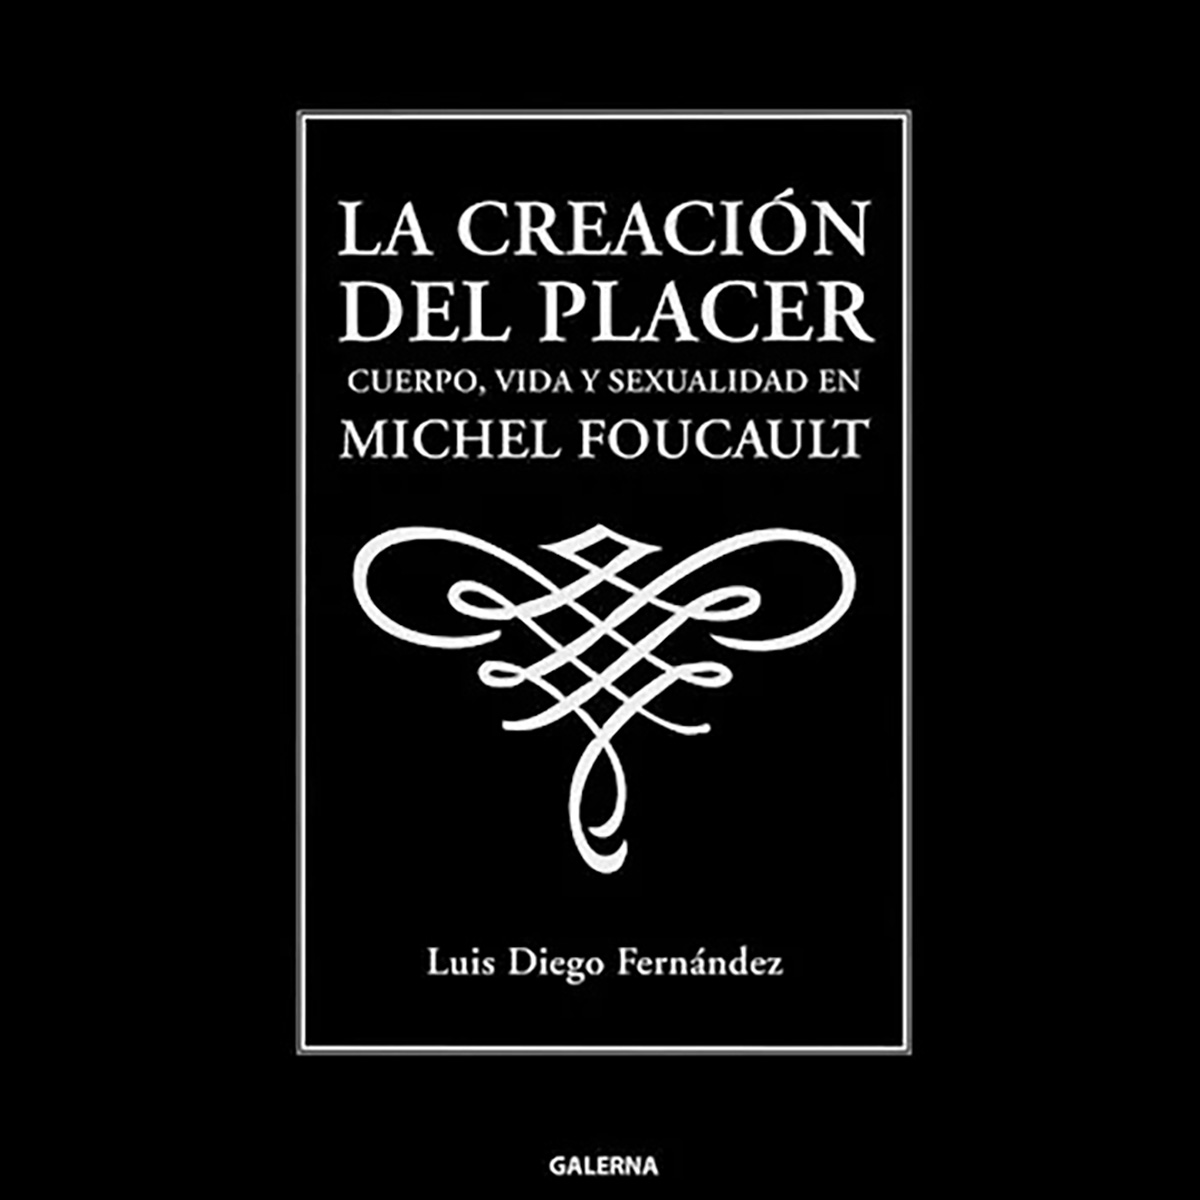 LA CREACIÓN
DEL PLACER
CUERPO, VIDA Y SEXUALIDAD EN
MICHEL FOUCAULT
Luis Diego Fernández
GALERNA